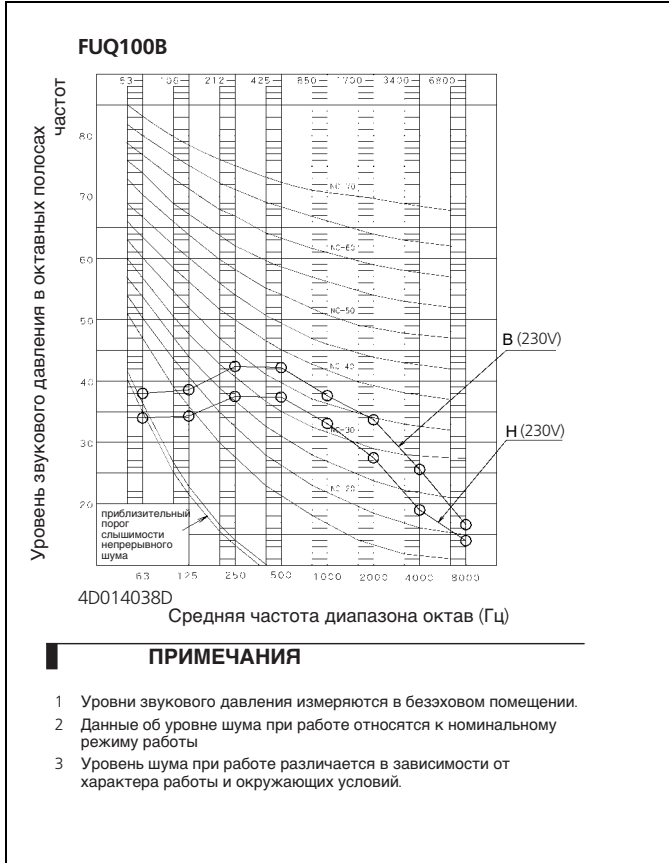 FUQ100B
Уровень звукового давления в октавных полосах
частот
53 106 212 425 850 1700 3400 6800
80
70
60
50
40
30
20
NC-70
NC-60
NC-50
NC-40
NC-30
NC-20
B (230V)
H (230V)
приблизительный
порог
слышимости
непрерывного
шума
63 125 250 500 1000 2000 4000 8000
4D014038D
Средняя частота диапазона октав (Гц)
ПРИМЕЧАНИЯ
1 Уровни звукового давления измеряются в безэховом помещении.
2 Данные об уровне шума при работе относятся к номинальному
режиму работы
3 Уровень шума при работе различается в зависимости от
характера работы и окружающих условий.